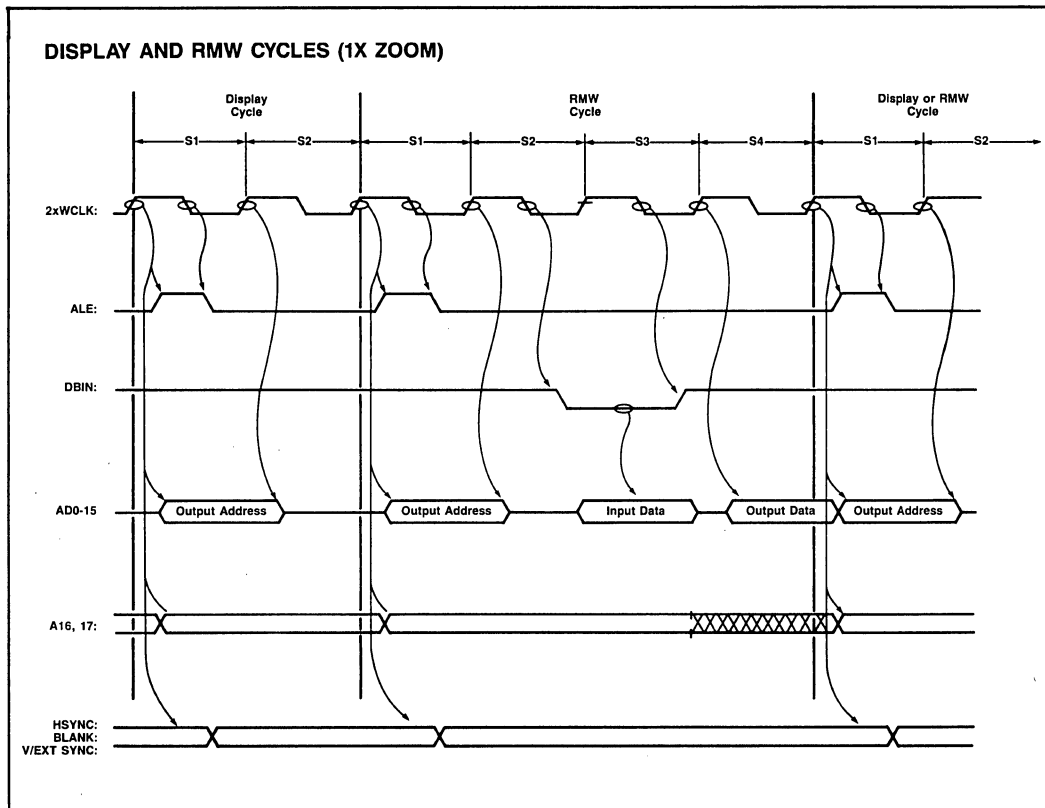 DISPLAY AND RMW CYCLES (1X ZOOM)
Display
Cycle
RMW
Cycle
Display or RMW
Cycle
S1 S2 S1 S2 S3 S4 S1 S2
2xWCLK:
ALE:
DBIN:
AD0-15
Output Address Output Address Input Data Output Data Output Address
A16, 17:
HSYNC:
BLANK:
V/EXT SYNC: